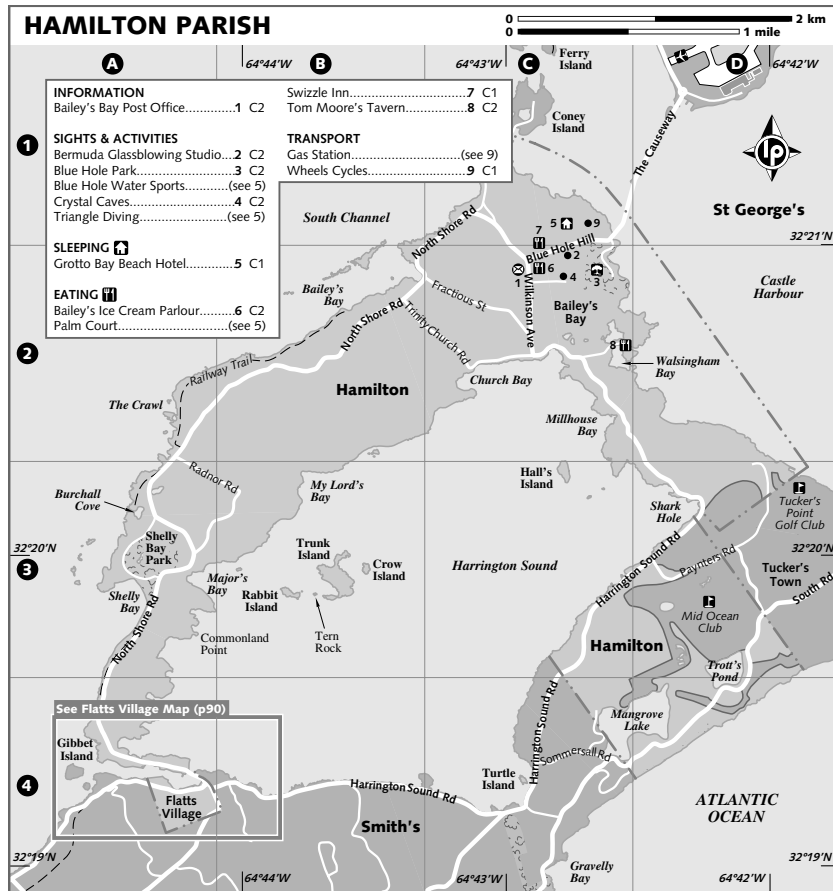 HAMILTON PARISH
0 2 km
0 1 mile
A B C D
64°44'W 64°43'W 64°42'W
INFORMATION
Bailey's Bay Post Office..............1 C2
SIGHTS & ACTIVITIES
Bermuda Glassblowing Studio...2 C2
Blue Hole Park..........................3 C2
Blue Hole Water Sports..........(see 5)
Crystal Caves............................4 C2
Triangle Diving.......................(see 5)
SLEEPING
Grotto Bay Beach Hotel............5 C1
EATING
Bailey's Ice Cream Parlour........6 C2
Palm Court............................(see 5)
Swizzle Inn...............................7 C1
Tom Moore's Tavern................8 C2
TRANSPORT
Gas Station............................(see 9)
Wheels Cycles..........................9 C1
Ferry
Island
Coney
Island
1
The Causeway
lp
St George's
South Channel
North Shore Rd
5 9
7
Blue Hole Hill
2
32°21'N
1 6 4 3
Castle
Harbour
Bailey's
Bay
Fractious St
Wilkinson Ave
Bailey's
Bay
North Shore Rd
Trinity Church Rd
8
2
Railway Trail
Walsingham
Bay
Hamilton
Church Bay
The Crawl
Millhouse
Bay
Radnor Rd
Hall's
Island
My Lord's
Bay
Burchall
Cove
Tucker's
Point
Golf Club
Shark
Hole
Shelly
Bay
Park
Trunk
Island
32°20'N 32°20'N
3
Crow
Island
Harrington Sound
Harrington Sound Rd
Paynters Rd
Tucker's
Town
Major's
Bay
Rabbit
Island
Shelly
Bay
South Rd
Mid Ocean
Club
North Shore Rd
Commonland
Point
Tern
Rock
Hamilton
Trott's
Pond
See Flatts Village Map (p90)
Harrington Sound Rd
Mangrove
Lake
Gibbet
Island
Sommersall Rd
4
Turtle
Island
Harrington Sound Rd
Flatts
Village
ATLANTIC
OCEAN
Smith's
32°19'N 32°19'N
Gravelly
Bay
64°44'W 64°43'W 64°42'W